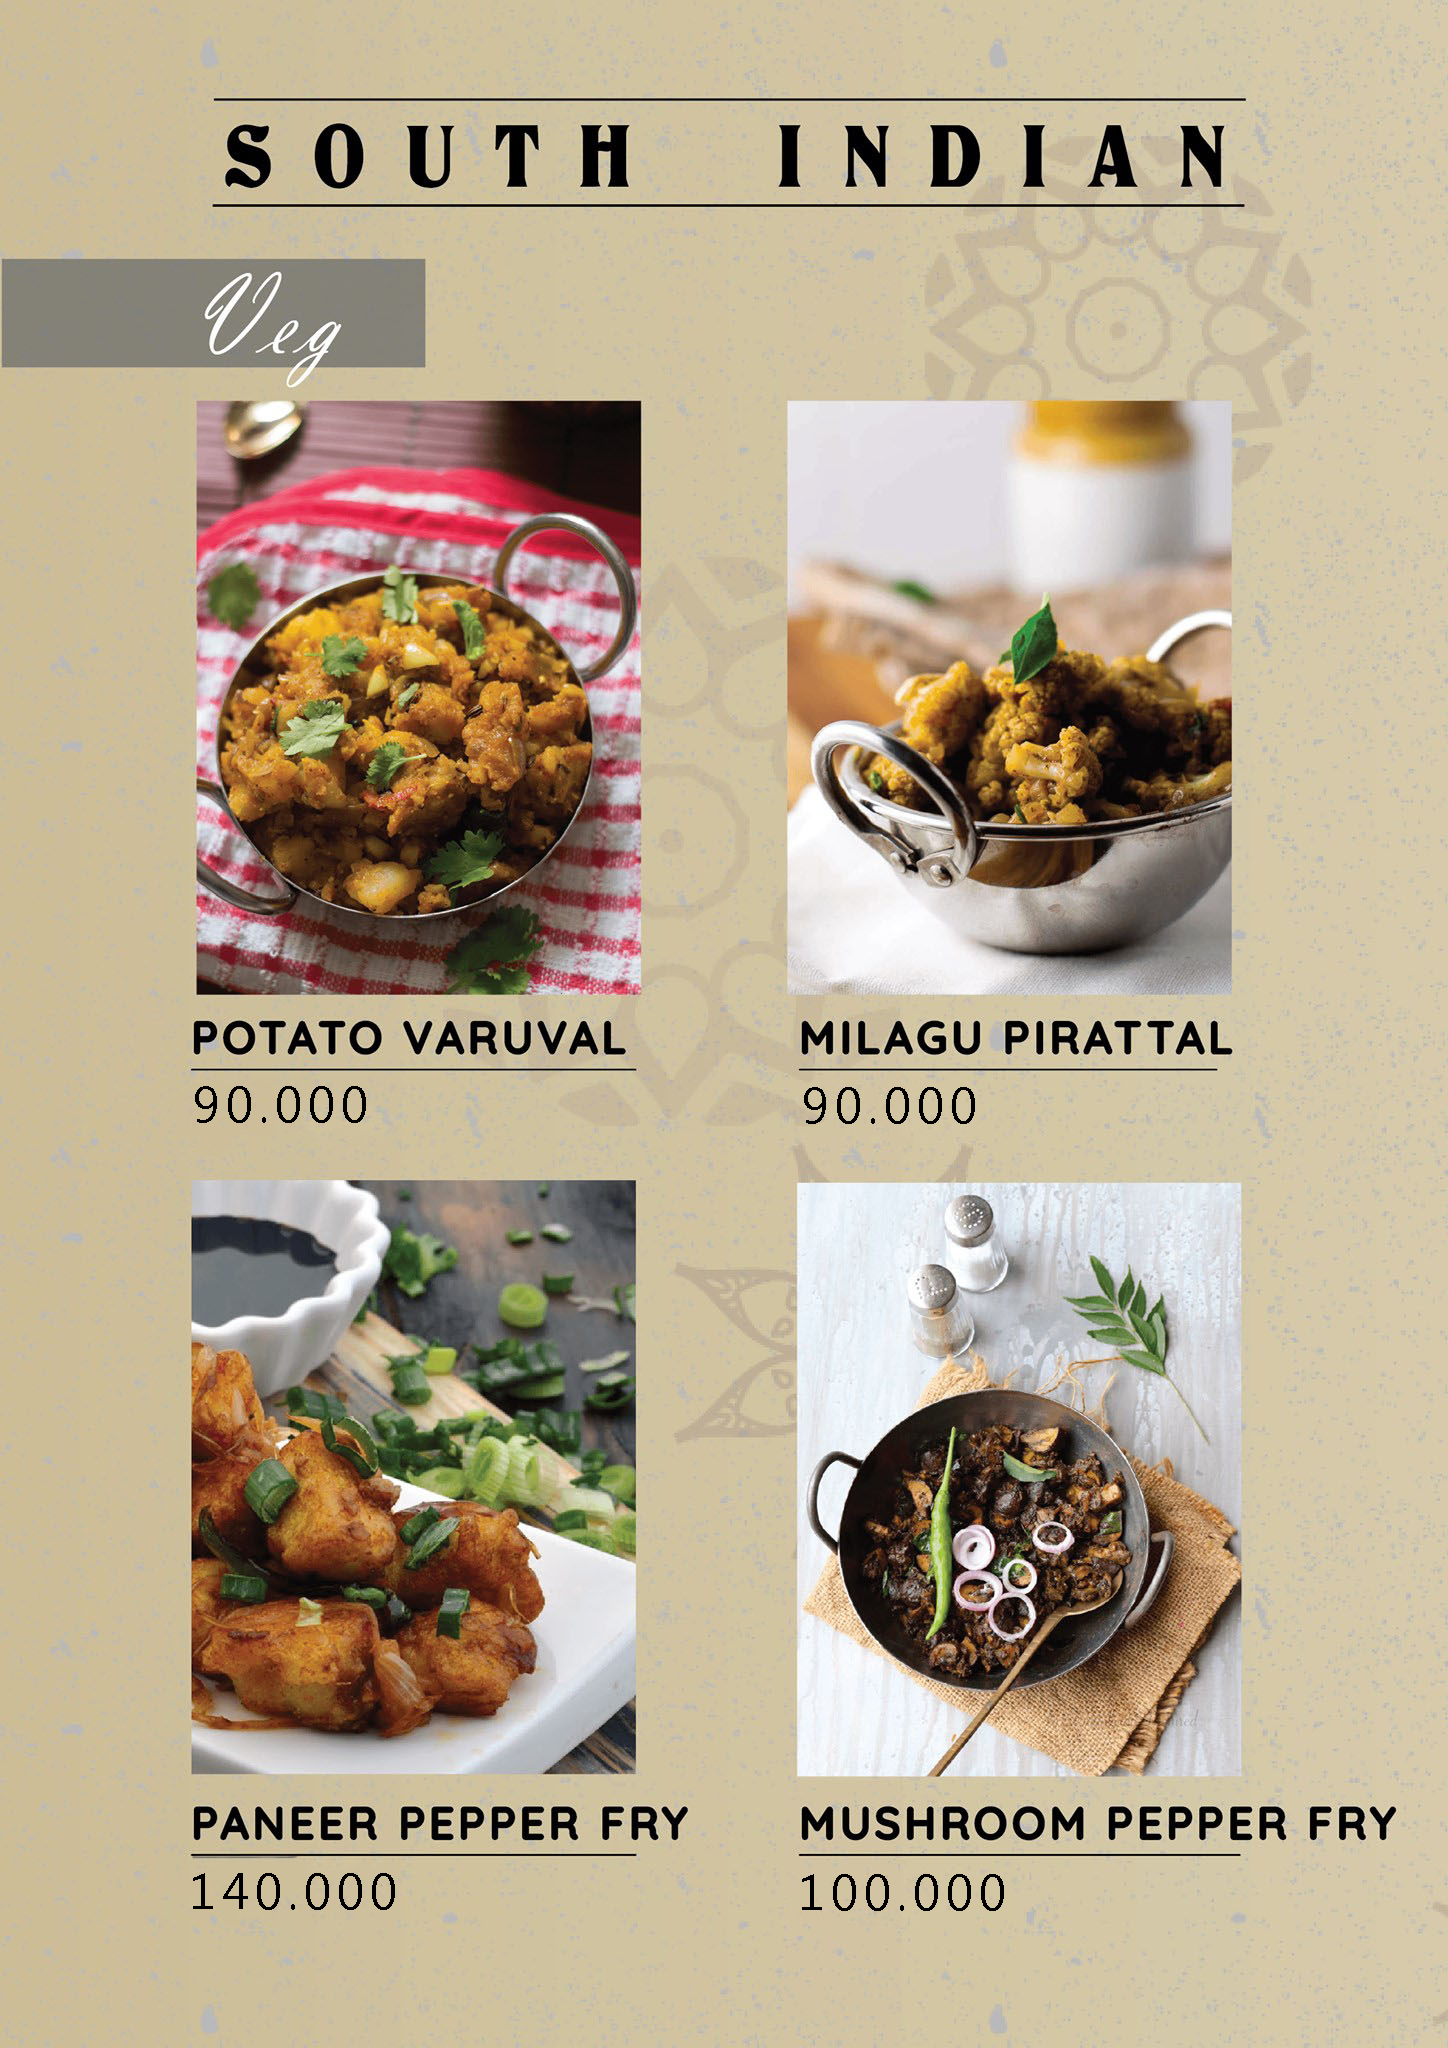 SOUTH INDIAN
Veg
POTATO VARUVAL
90.000
MILAGU PIRATTAL
90.000
PANEER PEPPER FRY
140.000
MUSHROOM PEPPER FRY
100.000